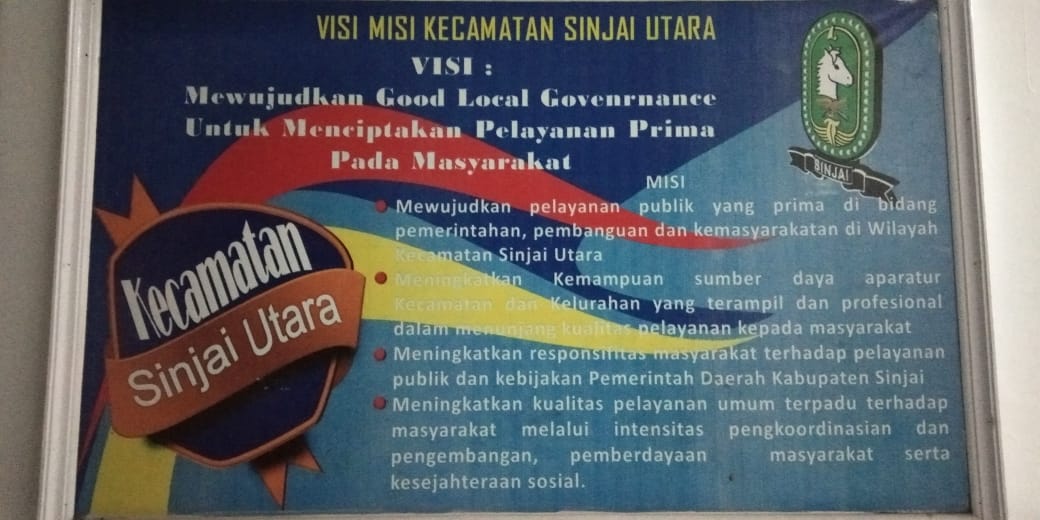 VISI MISI KECAMATAN SINJAI UTARA
VISI :
Mewujudkan Good Local Govenrnance
Untuk Menciptakan Pelayanan Prima
Pada Masyarakat
SINJAI
MISI
Mewujudkan pelayanan publik yang prima di bidang
pemerintahan, pembanguan dan kemasyarakatan di Wilayah
Kecamatan Sinjai Utara
Meningkatkan Kemampuan sumber daya aparatur
Kecamatan dan Kelurahan yang terampil dan profesional
dalam menunjang kualitas pelayanan kepada masyarakat
Meningkatkan responsifitas masyarakat terhadap pelayanan
publik dan kebijakan Pemerintah Daerah Kabupaten Sinjai
Meningkatkan kualitas pelayanan umum terpadu terhadap
masyarakat melalui intensitas pengkoordinasian dan
pengembangan, pemberdayaan masyarakat serta
kesejahteraan sosial.
Kecamatan
Sinjai Utara